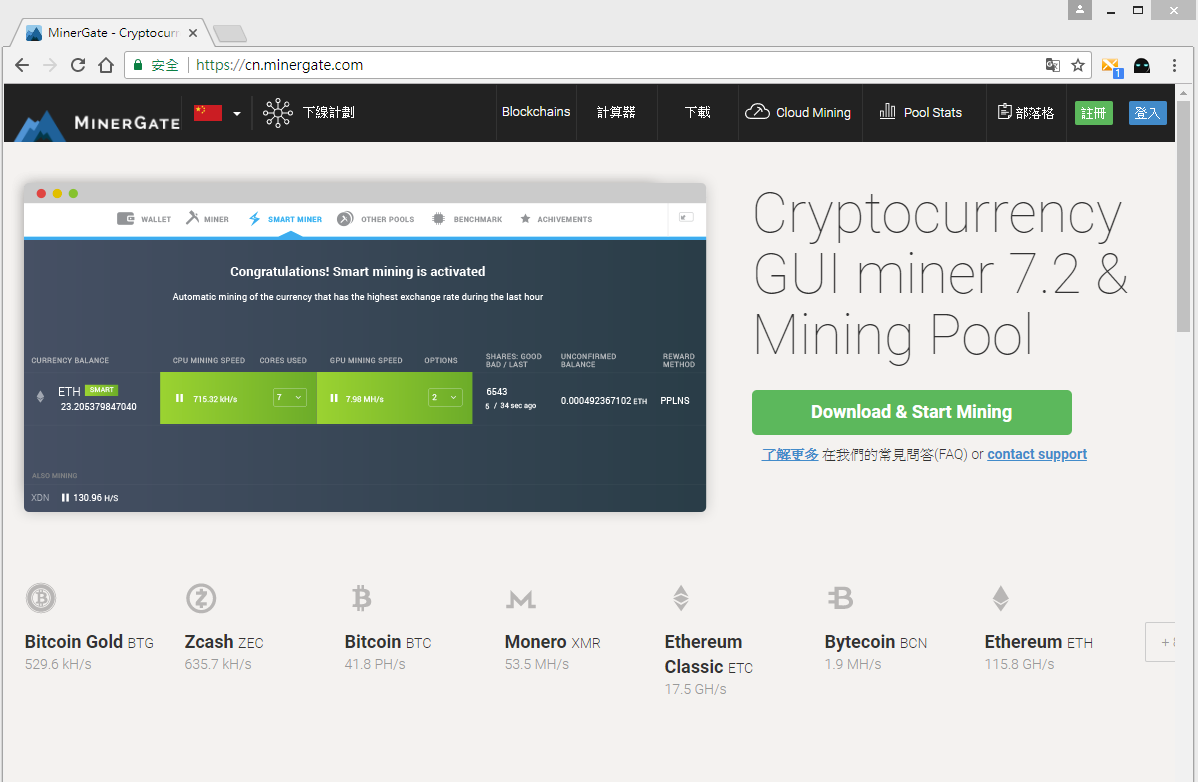 MinerGate - Cryptocurr
安全 | https://cn.minergate.com
1
MINERGATE
下線計劃
Blockchains
計算器
下載
Cloud Mining
Pool Stats
部落格
註冊
登入
WALLET MINER SMART MINER OTHER POOLS BENCHMARK ACHIVEMENTS
Congratulations! Smart mining is activated
Automatic mining of the currency that has the highest exchange rate during the last hour
CURRENCY BALANCE
CPU MINING SPEED
CORES USED
GPU MINING SPEED
OPTIONS
SHARES: GOOD
BAD / LAST
UNCONFIRMED
BALANCE
REWARD
METHOD
ETH SMART
23.205379847040
715.32 kH/s
7
7.98 MH/s
2
6543
5 / 34 sec ago
0.000492367102 ETH
PPLNS
ALSO MINING
XDN 130.96 H/S
Cryptocurrency
GUI miner 7.2 &
Mining Pool
Download & Start Mining
了解更多 在我們的常見問答(FAQ) or contact support
Bitcoin Gold BTG
529.6 kH/s
Zcash ZEC
635.7 kH/s
Bitcoin BTC
41.8 PH/s
Monero XMR
53.5 MH/s
Ethereum
Classic ETC
17.5 GH/s
Bytecoin BCN
1.9 MH/s
Ethereum ETH
115.8 GH/s
+